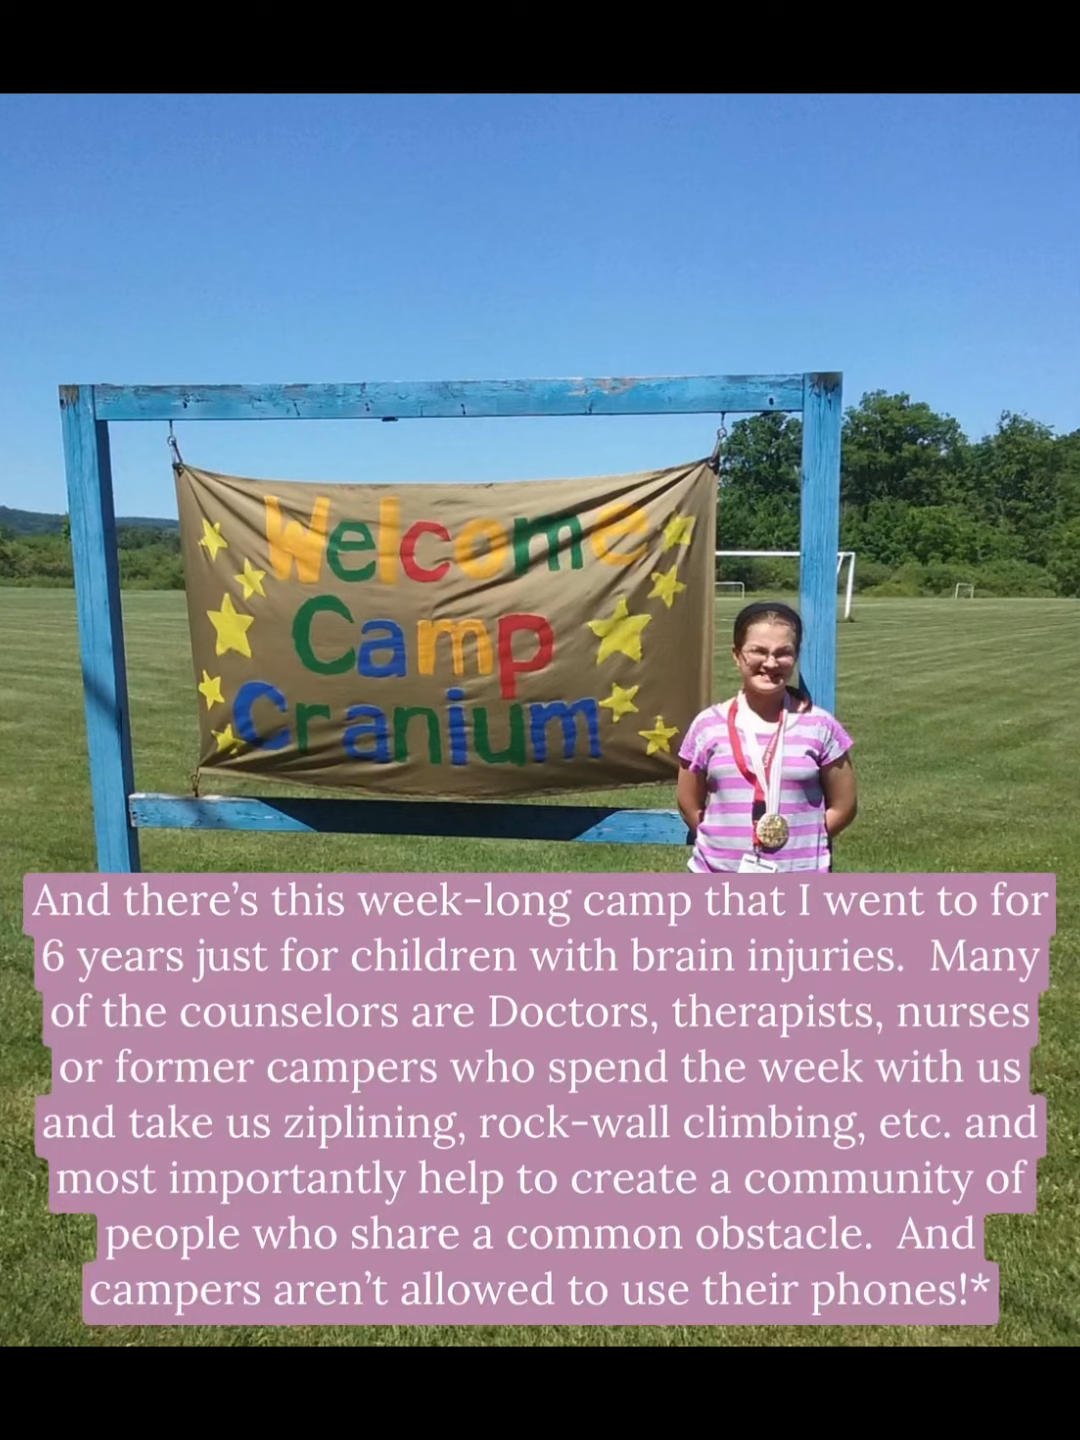 Welcome
Camp
Cranium
And there’s this week-long camp that I went to for
6 years just for children with brain injuries.  Many
of the counselors are Doctors, therapists, nurses
or former campers who spend the week with us
and take us ziplining, rock-wall climbing, etc. and
most importantly help to create a community of
people who share a common obstacle.  And
campers aren’t allowed to use their phones!*